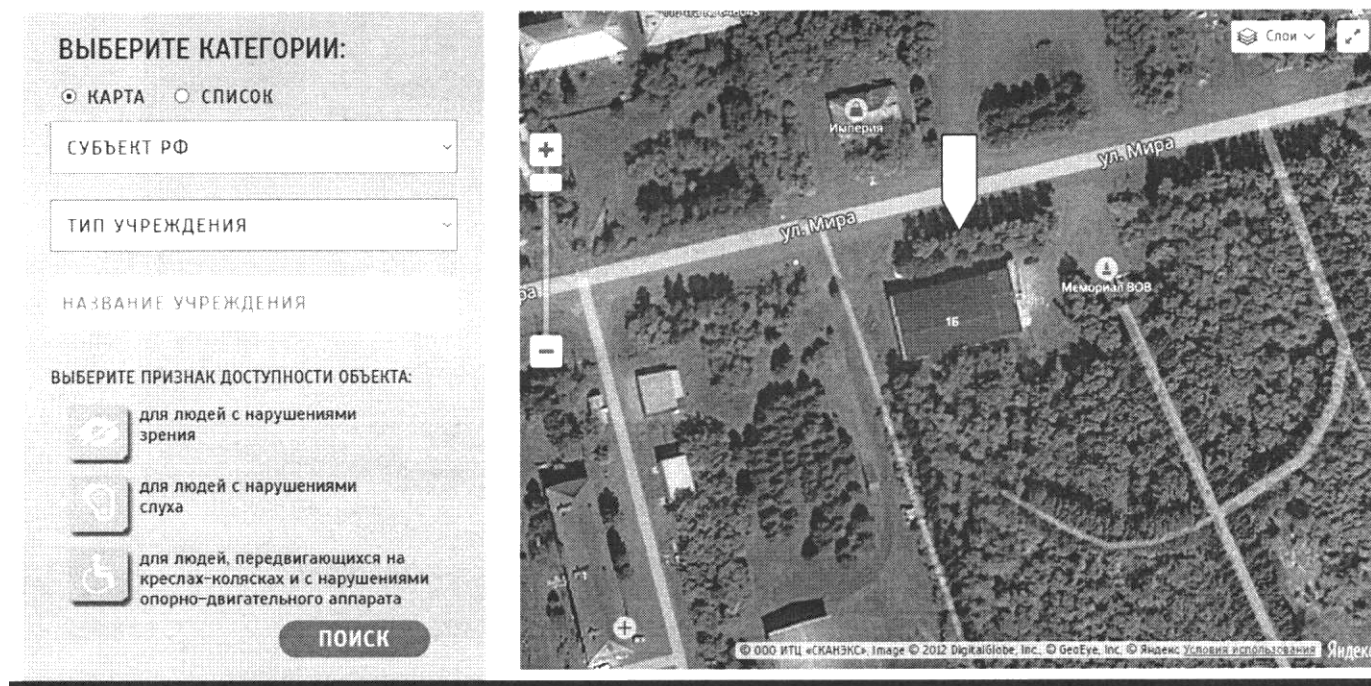 ВЫБЕРИТЕ КАТЕГОРИИ:
КАРТА СПИСОК
СУБЪЕКТ РФ
ТИП УЧРЕЖДЕНИЯ
НАЗВАНИЕ УЧРЕЖДЕНИЯ
ВЫБЕРИТЕ ПРИЗНАК ДОСТУПНОСТИ ОБЪЕКТА:
для людей с нарушениями
зрения
для людей с нарушениями
слуха
для людей, передвигающихся на
креслах-колясках и с нарушениями
опорно-двигательного аппарата
ПОИСК
Слои
Империя
ул. Мира
ул. Мира
ра
Мемориал ВОВ
1Б
© ООО ИТЦ «СКАНЭКС», Image © 2012 DigitalGlobe, Inc., © GeoEye, Inc, © Яндекс Условия использования Яндекс